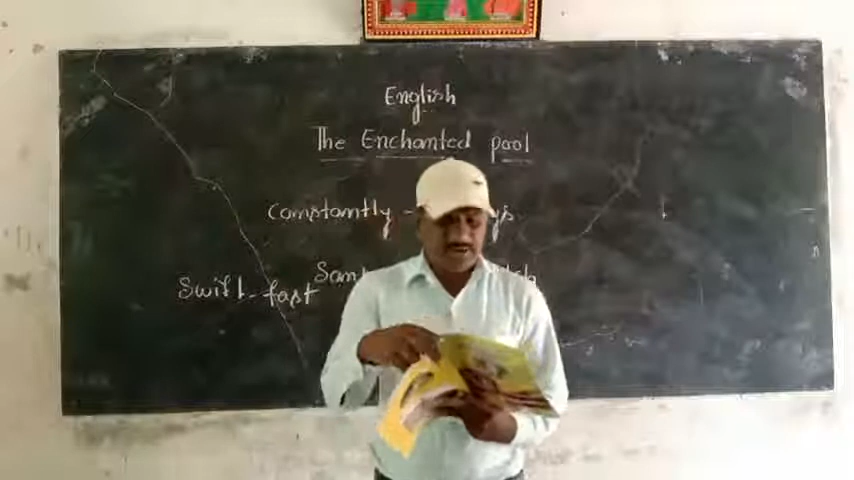 English
The Enchanted pool
Constantly -
Swift - fast